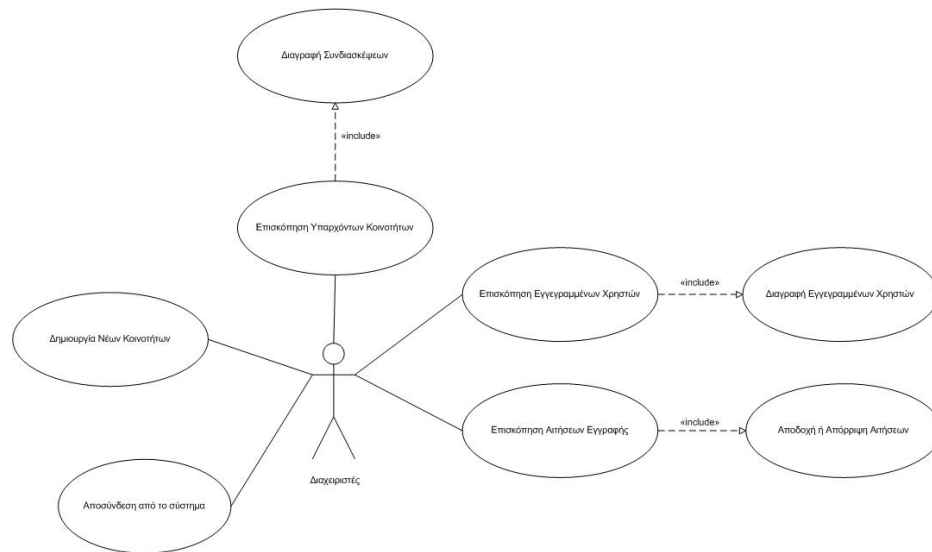 Διαγραφή Συνδιασκέψεων
«include»
Επισκόπηση Υπαρχόντων Κοινοτήτων
Επισκόπηση Εγγεγραμμένων Χρηστών
«include»
Διαγραφή Εγγεγραμμένων Χρηστών
Δημιουργία Νέων Κοινοτήτων
Επισκόπηση Αιτήσεων Εγγραφής
«include»
Αποδοχή ή Απόρριψη Αιτήσεων
Διαχειριστές
Αποσύνδεση από το σύστημα